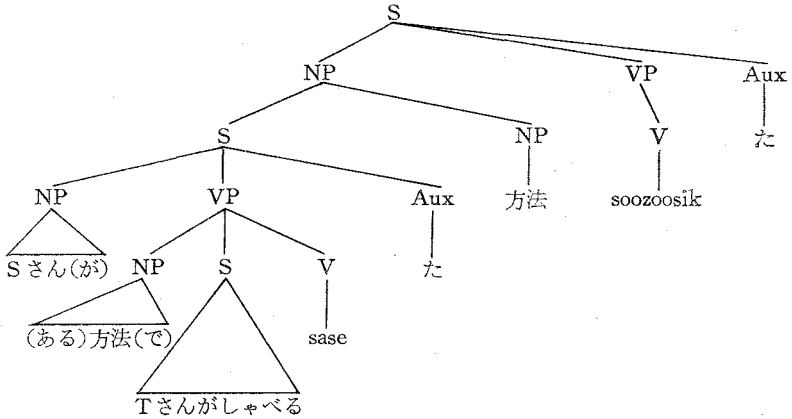 S
NP VP Aux
た
S NP V
方法 soozoosik
NP VP Aux
た
Sさん(が) NP S V
(ある)方法(で) sase
Tさんがしゃべる